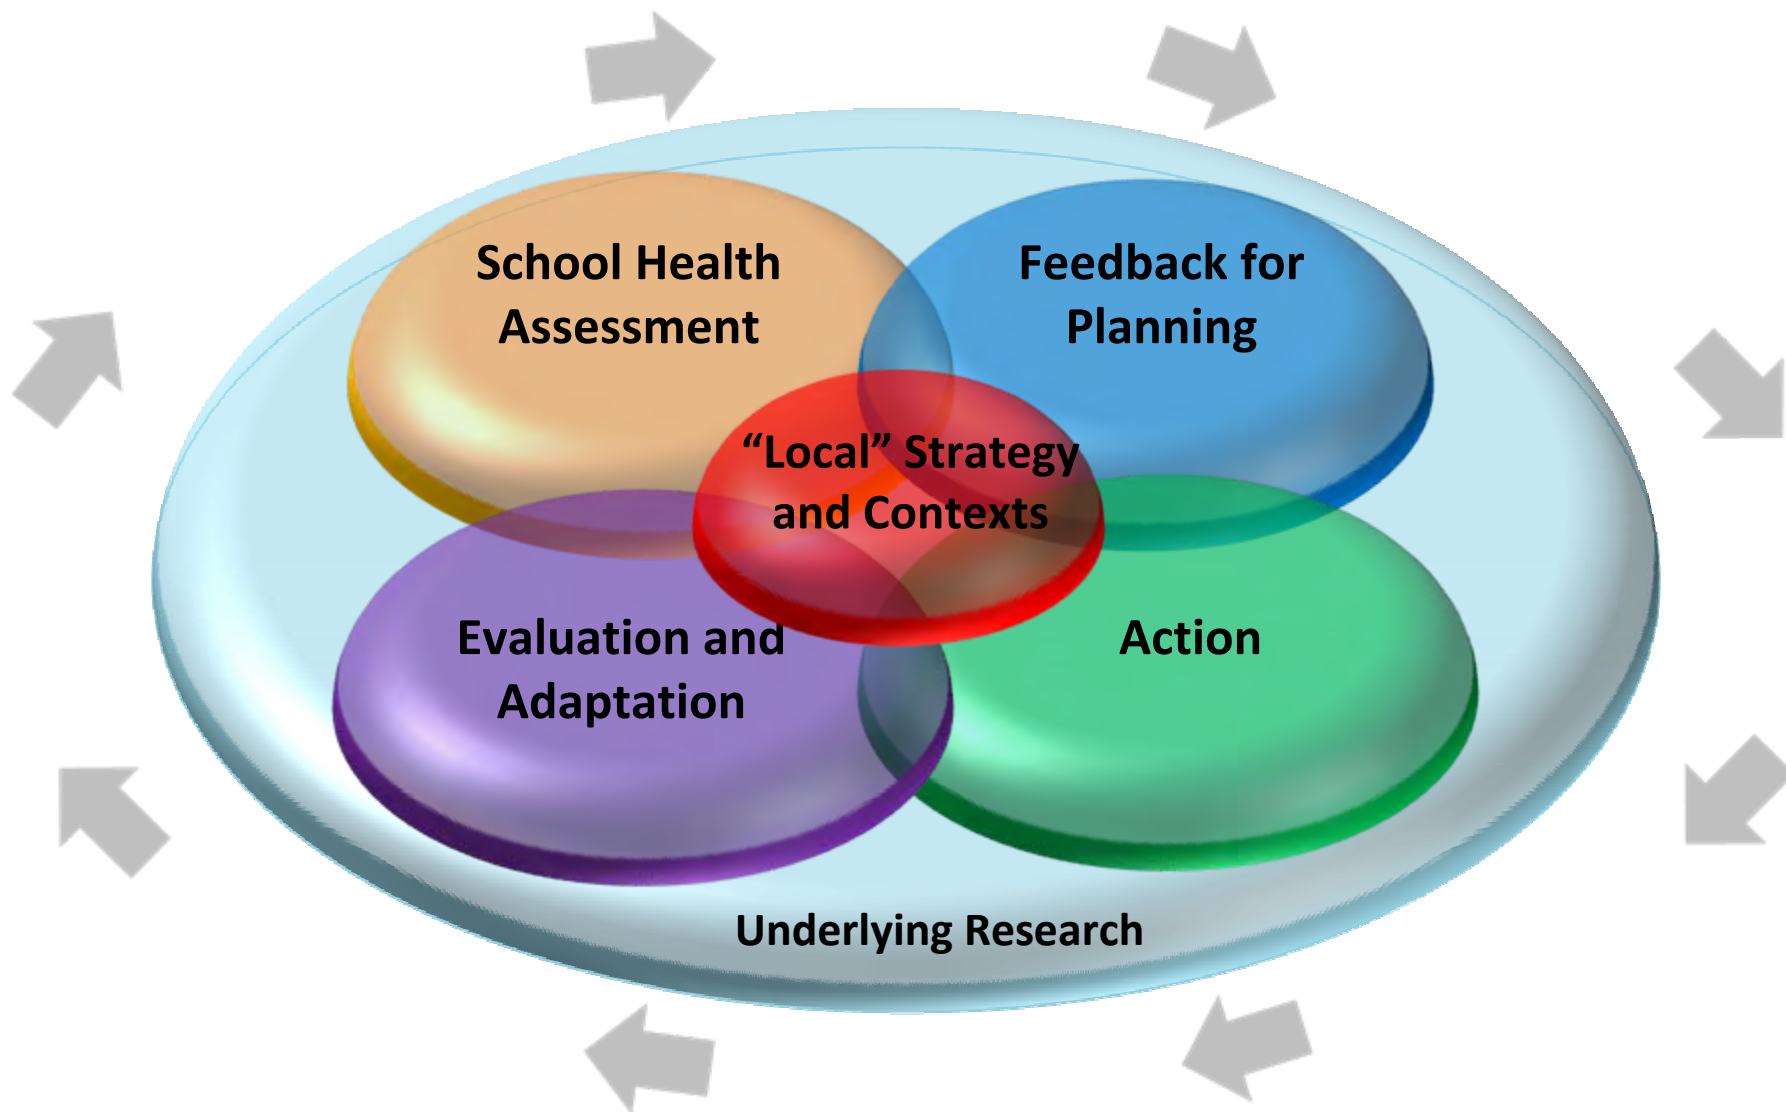 School Health
Assessment
Feedback for
Planning
“Local” Strategy
and Contexts
Evaluation and
Adaptation
Action
Underlying Research